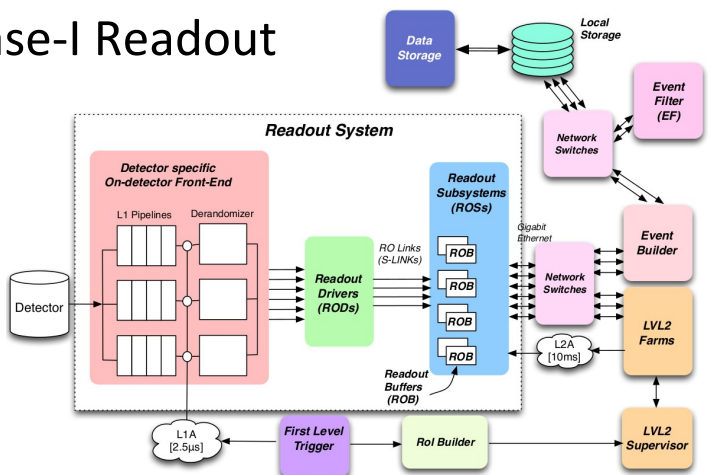 ase-I Readout
Data
Storage
Local
Storage
Event
Filter
(EF)
Network
Switches
Readout System
Detector specific
On-detector Front-End
L1 Pipelines
Derandomizer
Readout
Subsystems
(ROSs)
Gigabit
Ethernet
Event
Builder
RO Links
(S-LINKs)
ROB
ROB
ROB
ROB
Readout
Drivers
(RODs)
Network
Switches
Detector
LVL2
Farms
L2A
[10ms]
Readout
Buffers
(ROB)
L1A
[2.5μs]
First Level
Trigger
RoI Builder
LVL2
Supervisor